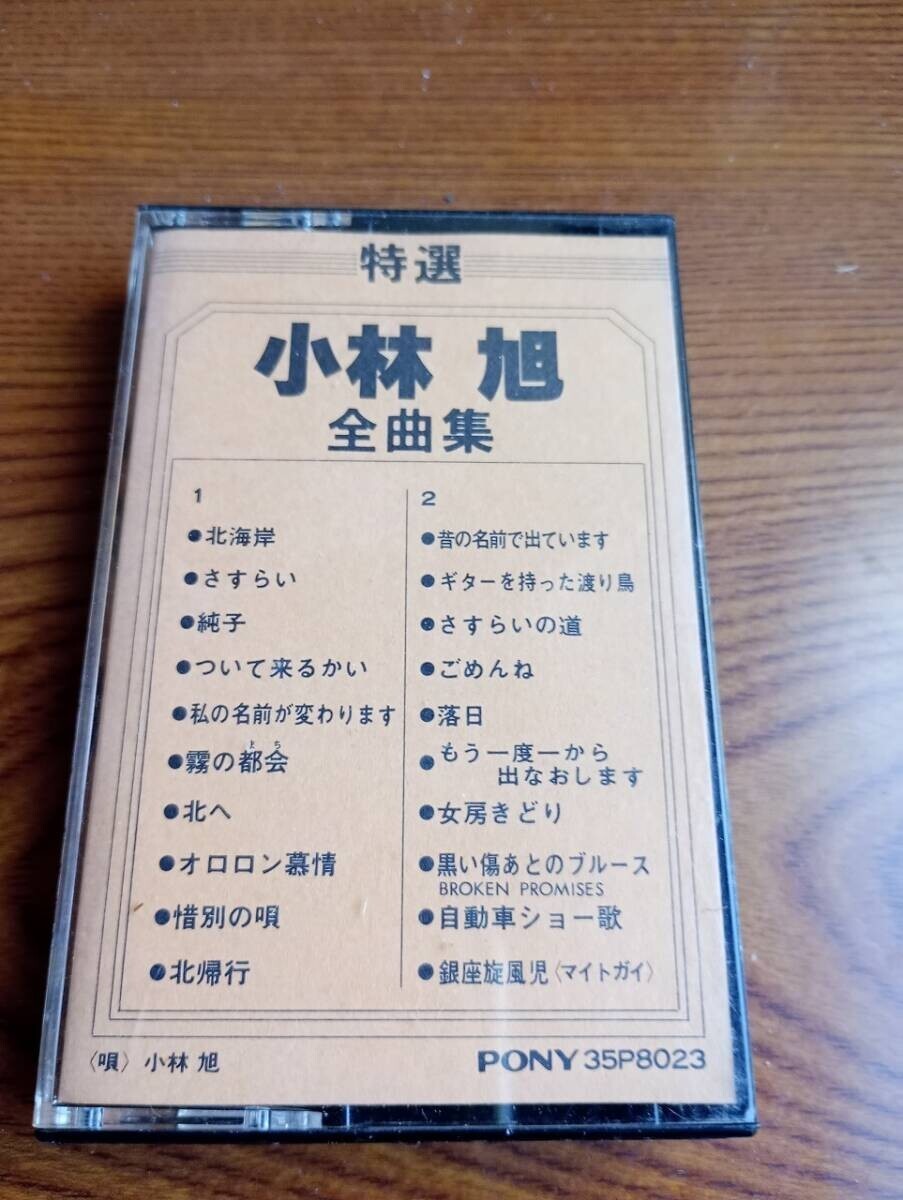 特選
小林 旭
全曲集
1
●北海岸
●さすらい
●純子
●ついて来るかい
●私の名前が変わります
とち
●霧の都会
●北へ
●オロロン慕情
●惜別の唄
●北帰行
2
●昔の名前で出ています
●ギターを持った渡り鳥
●さすらいの道
●ごめんね
●落日
●もう一度一から
出なおします
●女房きどり
●黒い傷あとのブルース
BROKEN PROMISES
●自動車ショー歌
●銀座旋風児〈マイトガイ〉
〈唄〉小林 旭
PONY 35P8023